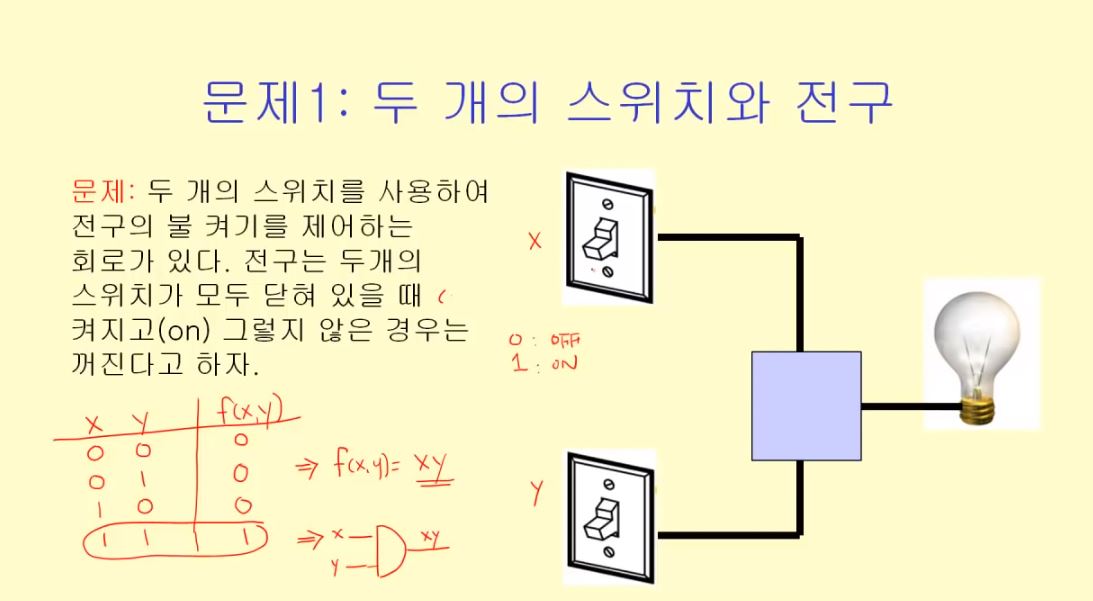 문제1: 두 개의 스위치와 전구
문제: 두 개의 스위치를 사용하여
전구의 불 켜기를 제어하는
회로가 있다. 전구는 두개의
스위치가 모두 닫혀 있을 때
켜지고(on) 그렇지 않은 경우는
꺼진다고 하자.
X
0 : OFF
1 : ON
Y
X Y f(x,y)
0 0 0
0 1 0
1 0 0
1 1 1
⇒ f(x,y)= xy
⇒ x
y
xy